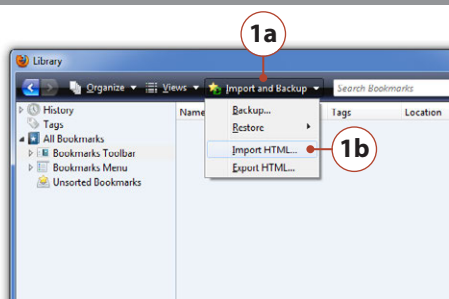 1a
Library
Organize Views Import and Backup Search Bookmarks
History
Tags
All Bookmarks
Bookmarks Toolbar
Bookmarks Menu
Unsorted Bookmarks
Name Tags Location
Backup...
Restore
Import HTML...
Export HTML...
1b